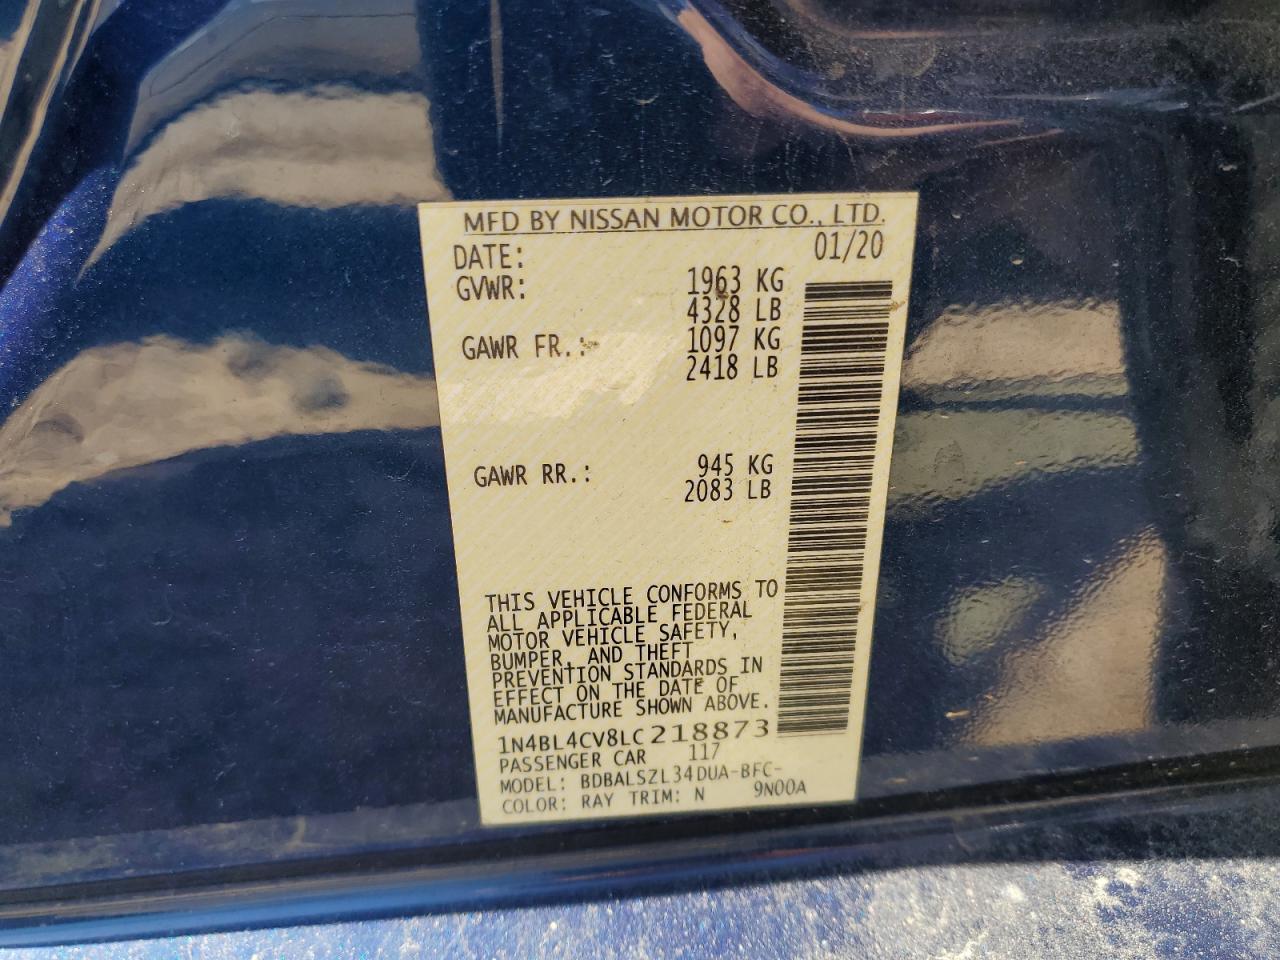 MFD BY NISSAN MOTOR CO., LTD.
DATE: 01/20
GVWR: 1963 KG
4328 LB
GAWR FR.: 1097 KG
2418 LB
GAWR RR.: 945 KG
2083 LB
THIS VEHICLE CONFORMS TO
ALL APPLICABLE FEDERAL
MOTOR VEHICLE SAFETY,
BUMPER, AND THEFT
PREVENTION STANDARDS IN
EFFECT ON THE DATE OF
MANUFACTURE SHOWN ABOVE.
1N4BL4CV8LC218873
PASSENGER CAR 117
MODEL: BDBALSZL34DUA-BFC-
COLOR: RAY TRIM: N 9N00A